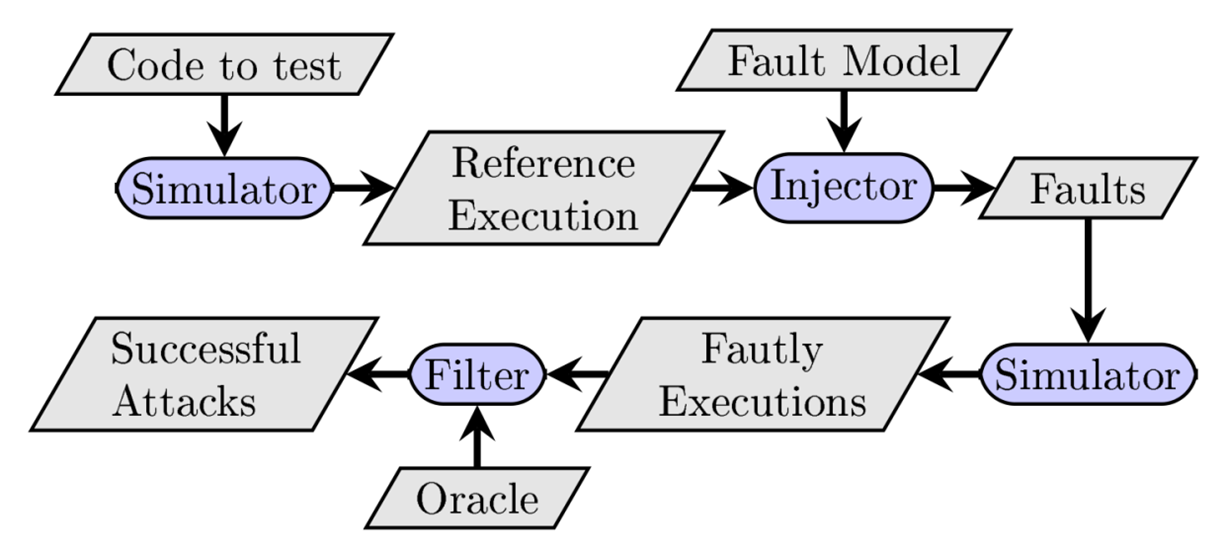 Code to test
Fault Model
Simulator
Reference
Execution
Injector
Faults
Successful
Attacks
Filter
Fautly
Executions
Simulator
Oracle